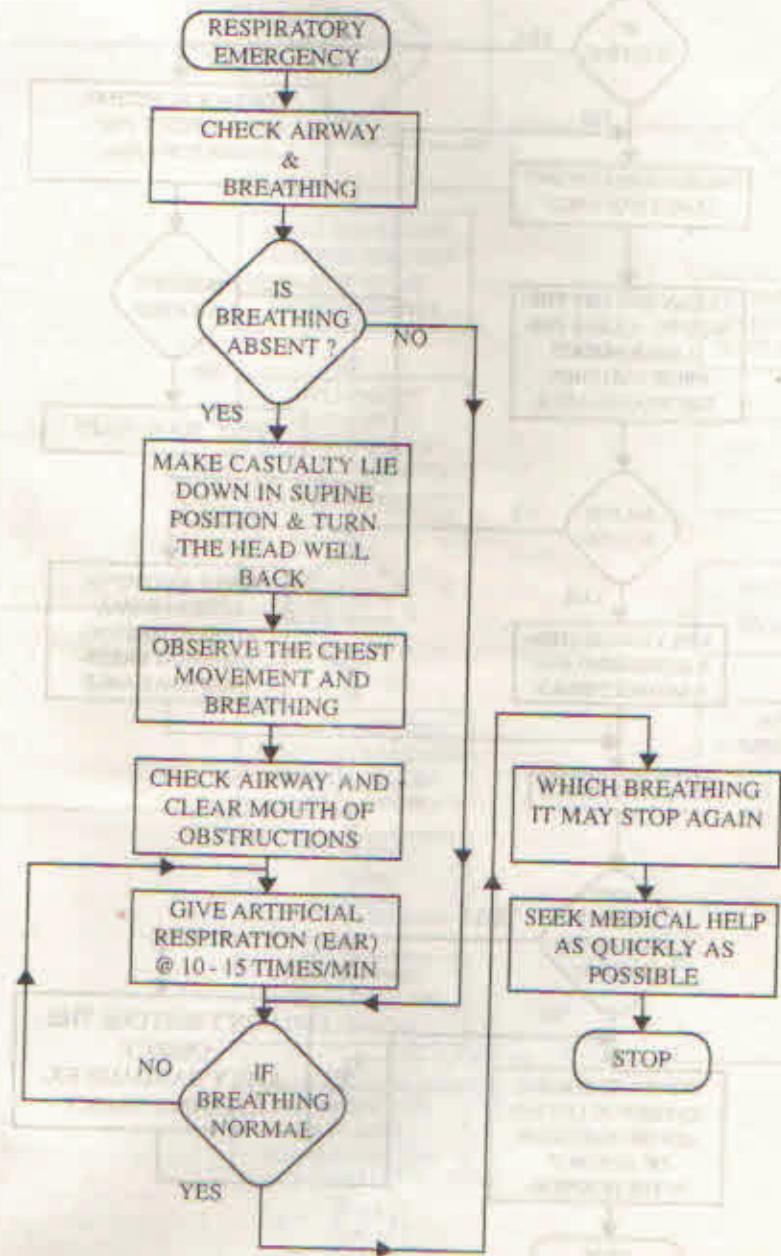 RESPIRATORY
EMERGENCY
CHECK AIRWAY
&
BREATHING
IS
BREATHING
ABSENT ?
NO
YES
MAKE CASUALTY LIE
DOWN IN SUPINE
POSITION & TURN
THE HEAD WELL
BACK
OBSERVE THE CHEST
MOVEMENT AND
BREATHING
CHECK AIRWAY AND
CLEAR MOUTH OF
OBSTRUCTIONS
GIVE ARTIFICIAL
RESPIRATION (EAR)
@ 10 - 15 TIMES/MIN
NO
IF
BREATHING
NORMAL
YES
WHICH BREATHING
IT MAY STOP AGAIN
SEEK MEDICAL HELP
AS QUICKLY AS
POSSIBLE
STOP